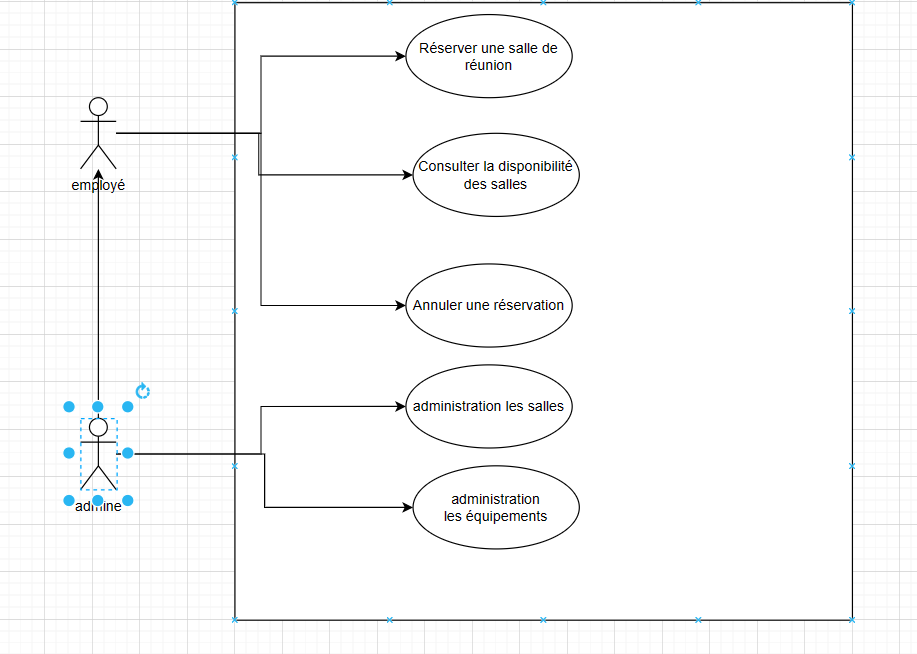 Réserver une salle de
réunion
employé
Consulter la disponibilité
des salles
Annuler une réservation
administration les salles
admine
administration
les équipements